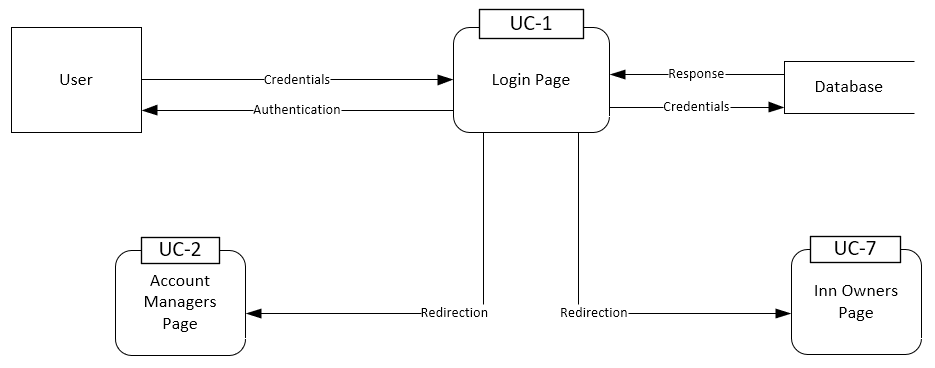 UC-1
User
Login Page
Credentials
Authentication
Response
Credentials
Database
UC-2
Account
Managers
Page
Redirection
Redirection
UC-7
Inn Owners
Page